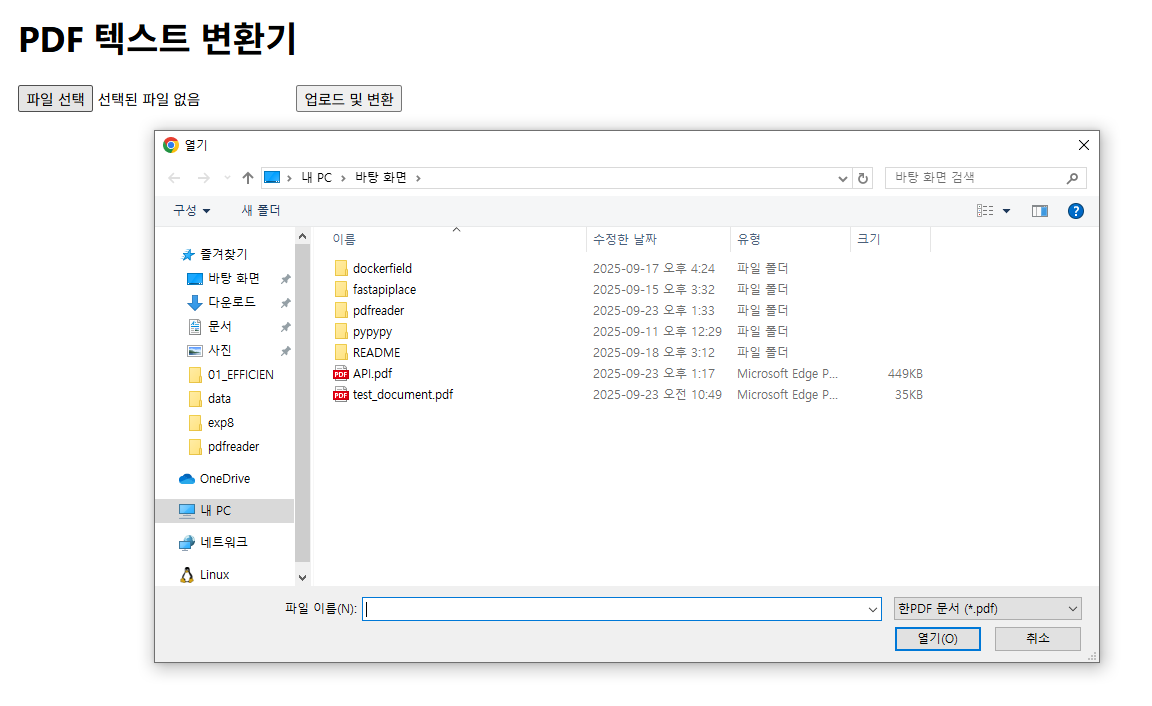 PDF 텍스트 변환기
파일 선택 선택된 파일 없음 업로드 및 변환
열기
내 PC 바탕 화면 바탕 화면 검색
구성 새 폴더
이름 수정한 날짜 유형 크기
즐겨찾기
바탕 화면
다운로드
문서
사진
01_EFFICIEN
data
exp8
pdfreader
OneDrive
내 PC
네트워크
Linux
dockerfield 2025-09-17 오후 4:24 파일 폴더
fastapiplace 2025-09-15 오후 3:32 파일 폴더
pdfreader 2025-09-23 오후 1:33 파일 폴더
pypypy 2025-09-11 오후 12:29 파일 폴더
README 2025-09-18 오후 3:12 파일 폴더
PDF API.pdf 2025-09-23 오후 1:17 Microsoft Edge P... 449KB
PDF test_document.pdf 2025-09-23 오전 10:49 Microsoft Edge P... 35KB
파일 이름(N): 한PDF 문서 (*.pdf)
열기(O) 취소